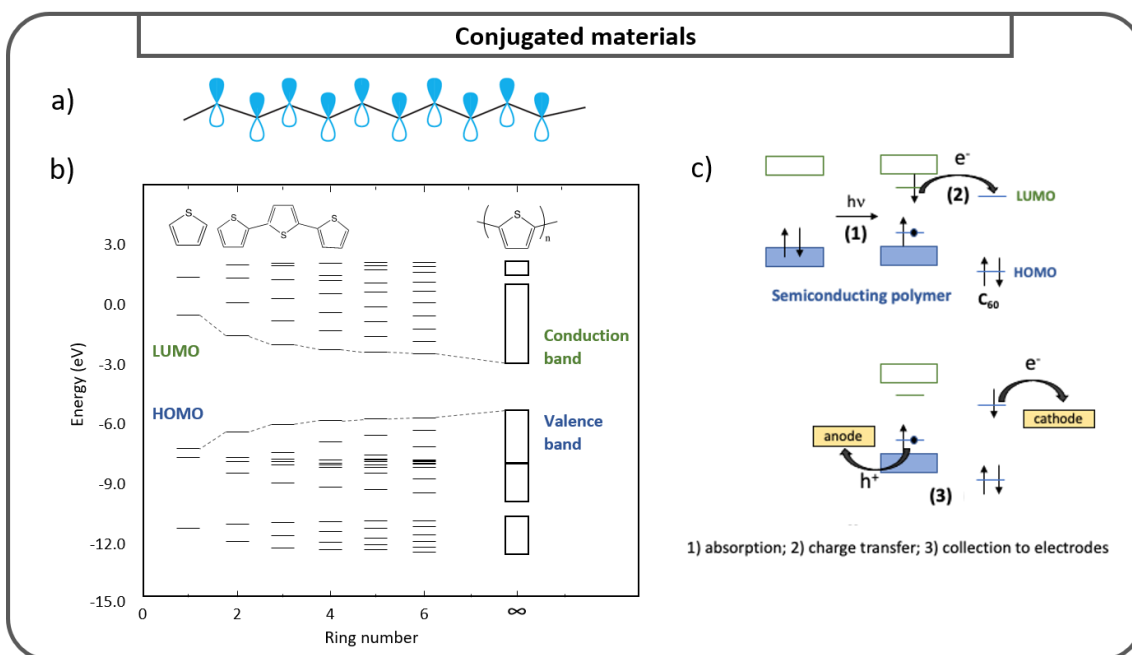 Conjugated materials
a)
b)
c)
S
S
S
S
S
n
3.0
0.0
-3.0
-6.0
-9.0
-12.0
-15.0
Energy (eV)
LUMO
HOMO
Conduction
band
Valence
band
0
2
4
6
∞
Ring number
hν
(1)
e-
(2)
LUMO
HOMO
C60
Semiconducting polymer
e-
cathode
anode
h+
(3)
1) absorption; 2) charge transfer; 3) collection to electrodes